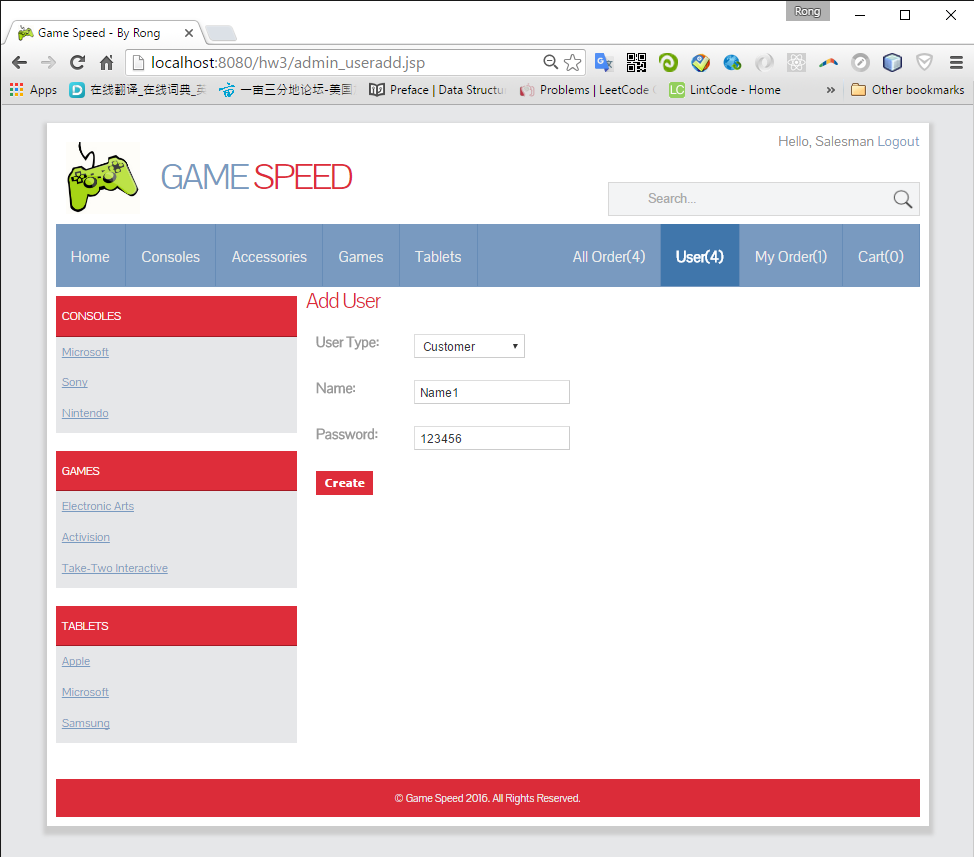 Rong
Game Speed - By Rong
localhost:8080/hw3/admin_useradd.jsp
Apps 在线翻译_在线词典_ 一亩三分地论坛-美国 Preface | Data Structu Problems | LeetCode LC LintCode - Home » Other bookmarks
Hello, Salesman Logout
GAME SPEED
Search...
Home Consoles Accessories Games Tablets All Order(4) User(4) My Order(1) Cart(0)
Add User
CONSOLES
Microsoft
Sony
Nintendo
GAMES
Electronic Arts
Activision
Take-Two Interactive
TABLETS
Apple
Microsoft
Samsung
User Type: Customer
Name: Name1
Password: 123456
Create
© Game Speed 2016. All Rights Reserved.